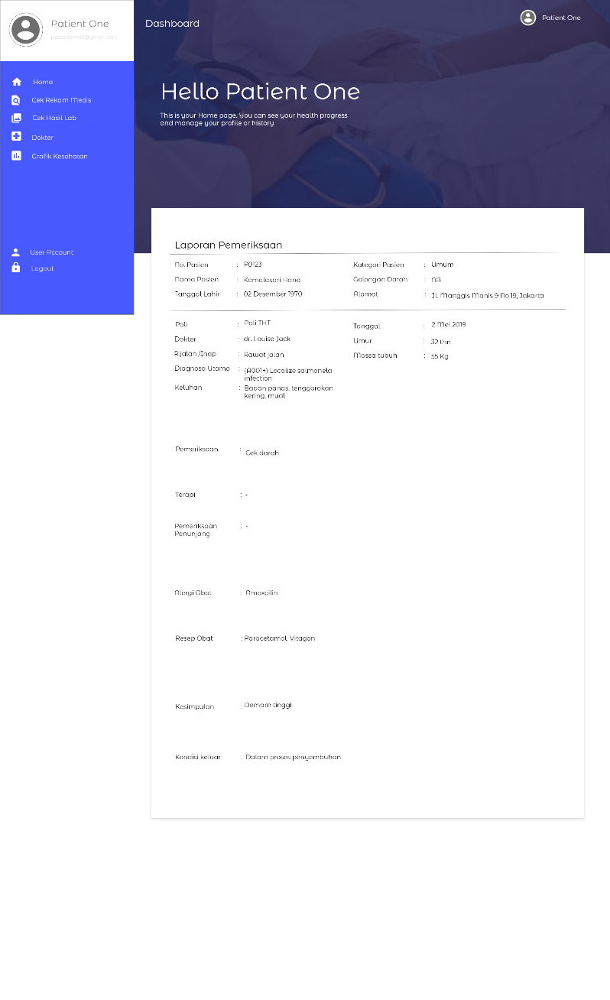 Patient One
patientemail@gmail.com
Home
Cek Rekam Medis
Cek Hasil Lab
Dokter
Grafik Kesehatan
User Account
Logout
Dashboard
Patient One
Hello Patient One
This is your Home page. You can see your health progress
and manage your profile or history
Laporan Pemeriksaan
No. Pasien : P0123 Kategori Pasien : Umum
Nama Pasien : Komalasari Hana Golongan Darah : AB
Tanggal Lahir : 02 Desember 1970 Alamat : Jl. Manggis Manis 9 No.19, Jakarta
Poli : Poli THT Tanggal : 2 Mei 2019
Dokter : dr. Louise Jack Umur : 32 thn
R.jalan /Inap : Rawat jalan Massa tubuh : 55 Kg
Diagnosa Utama : (A001+) Localize salmonela
infection
Keluhan : Badan panas, tenggorokan
kering, mual
Pemeriksaan : Cek darah
Terapi : -
Pemeriksaan : -
Penunjang
Alergi Obat : Amoxcilin
Resep Obat : Paracetamol, Vitagon
Kesimpulan : Demam tinggi
Kondisi keluar : Dalam proses penyembuhan